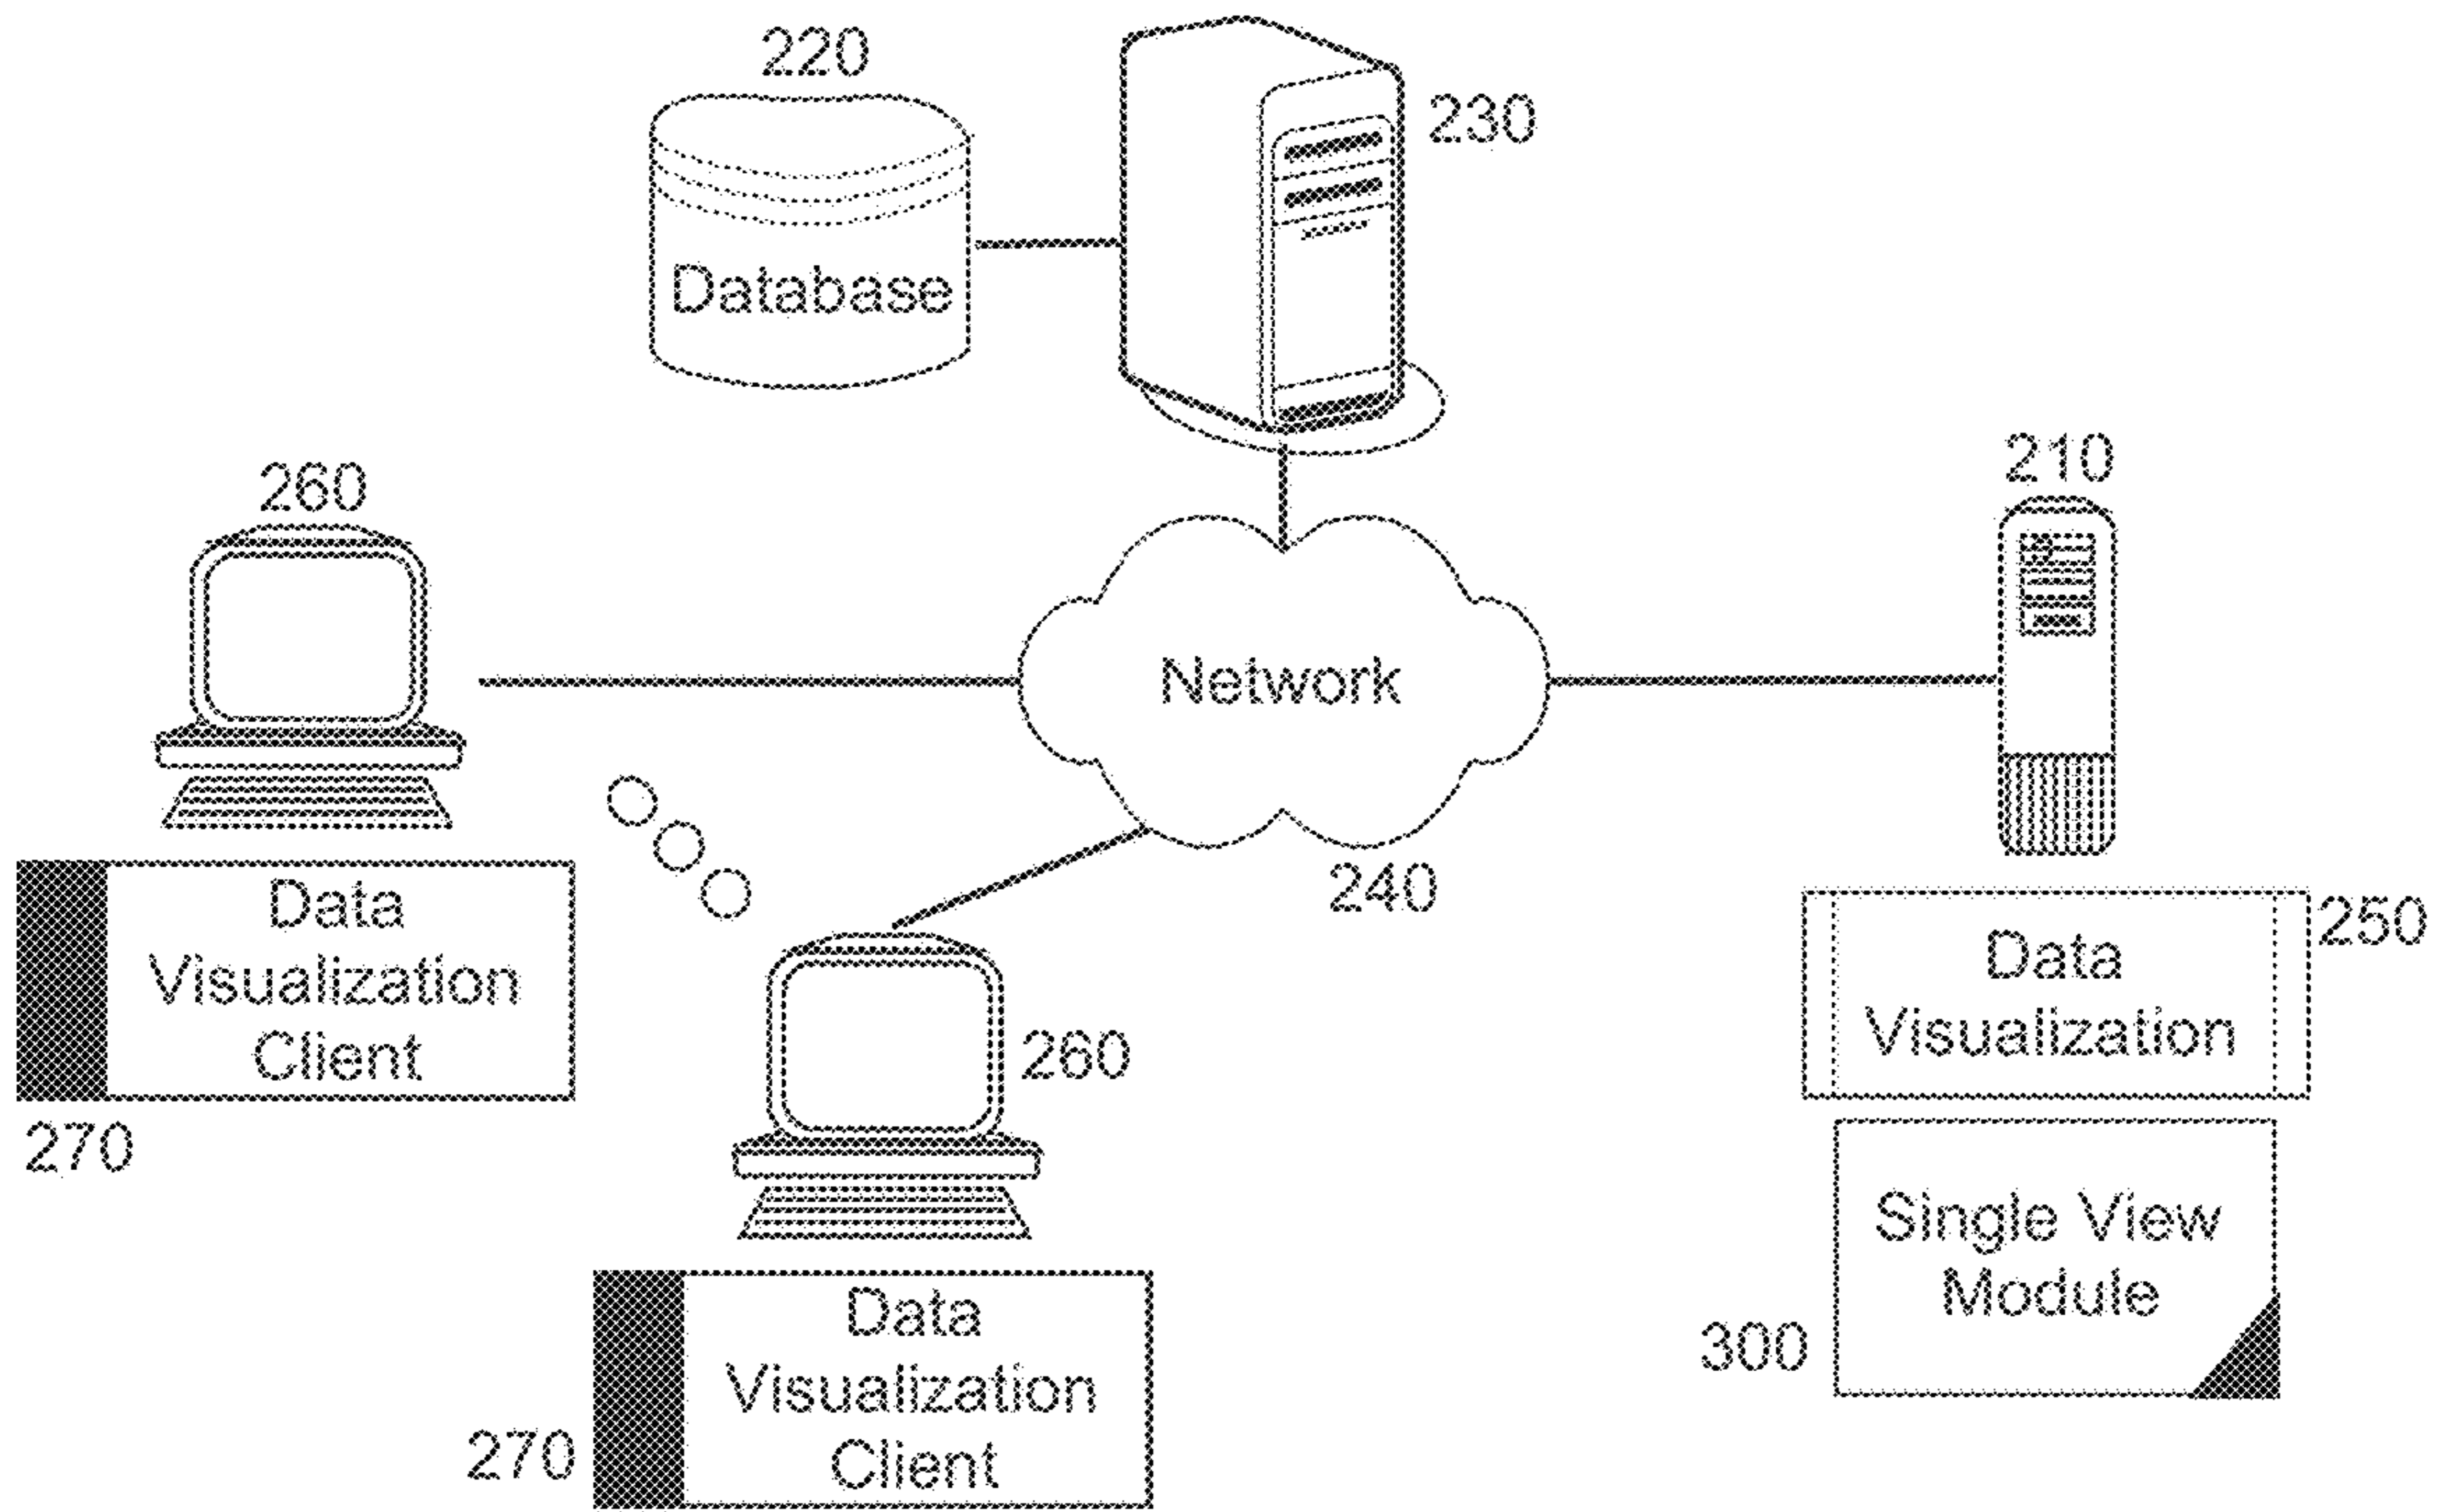 220
230
Database
260
210
Network
240
Data
Visualization
Client
270
250
Data
Visualization
260
Single View
Module
300
Data
Visualization
Client
270